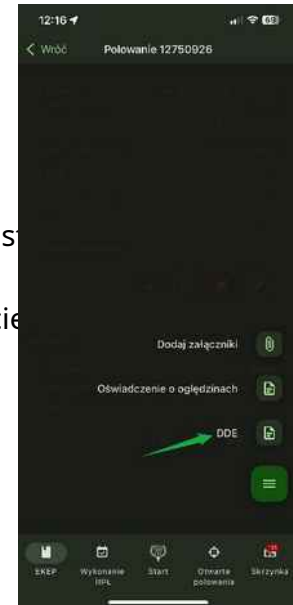 12:16
Wróć Polowanie 12750926
Dodaj załączniki
Oświadczenie o oględzinach
DDE
EKEP Wykonanie RPŁ Start Otwarte polowania Skrzynka